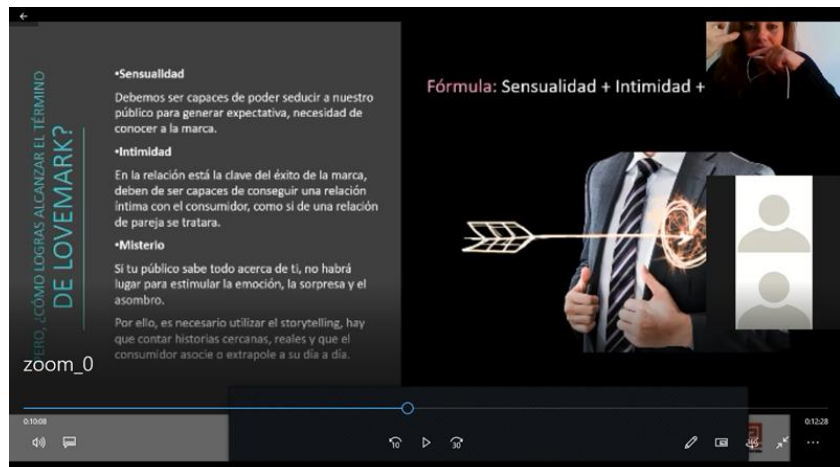 PERO, ¿CÓMO LOGRAS ALCANZAR EL TÉRMINO
DE LOVEMARK?
•Sensualidad
Debemos ser capaces de poder seducir a nuestro
público para generar expectativa, necesidad de
conocer a la marca.
•Intimidad
En la relación está la clave del éxito de la marca,
deben de ser capaces de conseguir una relación
íntima con el consumidor, como si de una relación
de pareja se tratara.
•Misterio
Si tu público sabe todo acerca de ti, no habrá
lugar para estimular la emoción, la sorpresa y el
asombro.
Por ello, es necesario utilizar el storytelling, hay
que contar historias cercanas, reales y que el
consumidor asocie o extrapole a su día a día.
Fórmula: Sensualidad + Intimidad +
zoom_0
0:10:08
0:12:28
10
30